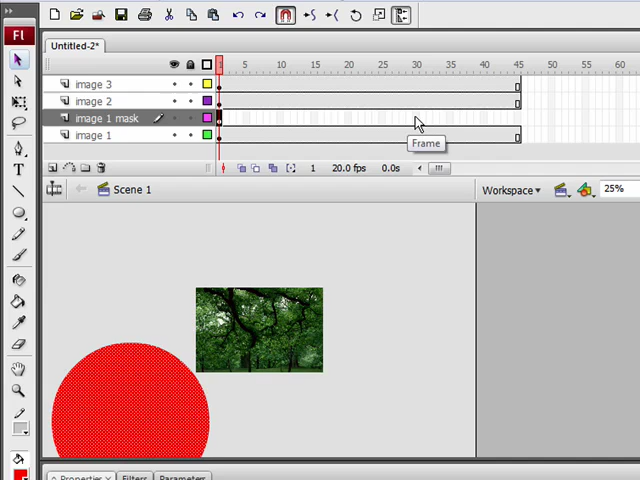 Fl
Untitled-2*
5 10 15 20 25 30 35 40 45 50 55 60
image 3
image 2
image 1 mask
image 1
Frame
1 20.0 fps 0.0s
Scene 1
Workspace
25%
T
Properties × Filters Parameters